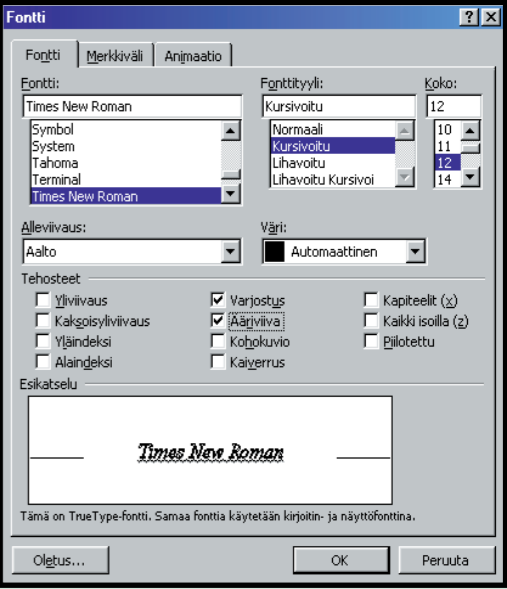 Fontti
Fontti Merkkiväli Animaatio
Fontti: Fonttityyli: Koko:
Times New Roman Kursivoitu 12
Symbol Normaali 10
System Kursivoitu 11
Tahoma Lihavoitu 12
Terminal Lihavoitu Kursivoi 14
Times New Roman
Alleviivaus: Väri:
Aalto Automaattinen
Tehosteet
Yliviivaus Varjostus Kapiteelit (x)
Kaksoisyliviivaus Ääriviiva Kaikki isoilla (z)
Yläindeksi Kohokuvio Piilotettu
Alaindeksi Kaiverrus
Esikatselu
Times New Roman
Tämä on TrueType-fontti. Samaa fonttia käytetään kirjoitin- ja näyttöfonttina.
Oletus... OK Peruuta